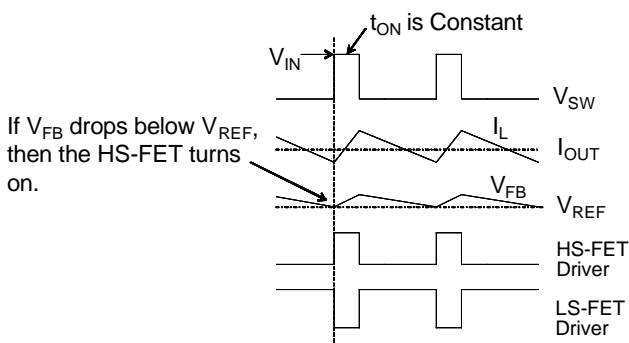 t_ON is Constant
V_IN
V_SW
If V_FB drops below V_REF,
then the HS-FET turns
on.
I_L
I_OUT
V_FB
V_REF
HS-FET
Driver
LS-FET
Driver